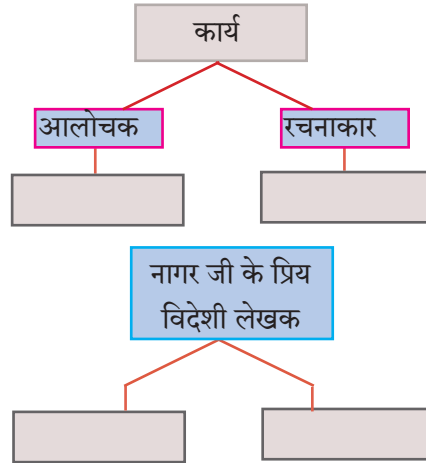 कार्य
आलोचक
रचनाकार
नागर जी के प्रिय
विदेशी लेखक